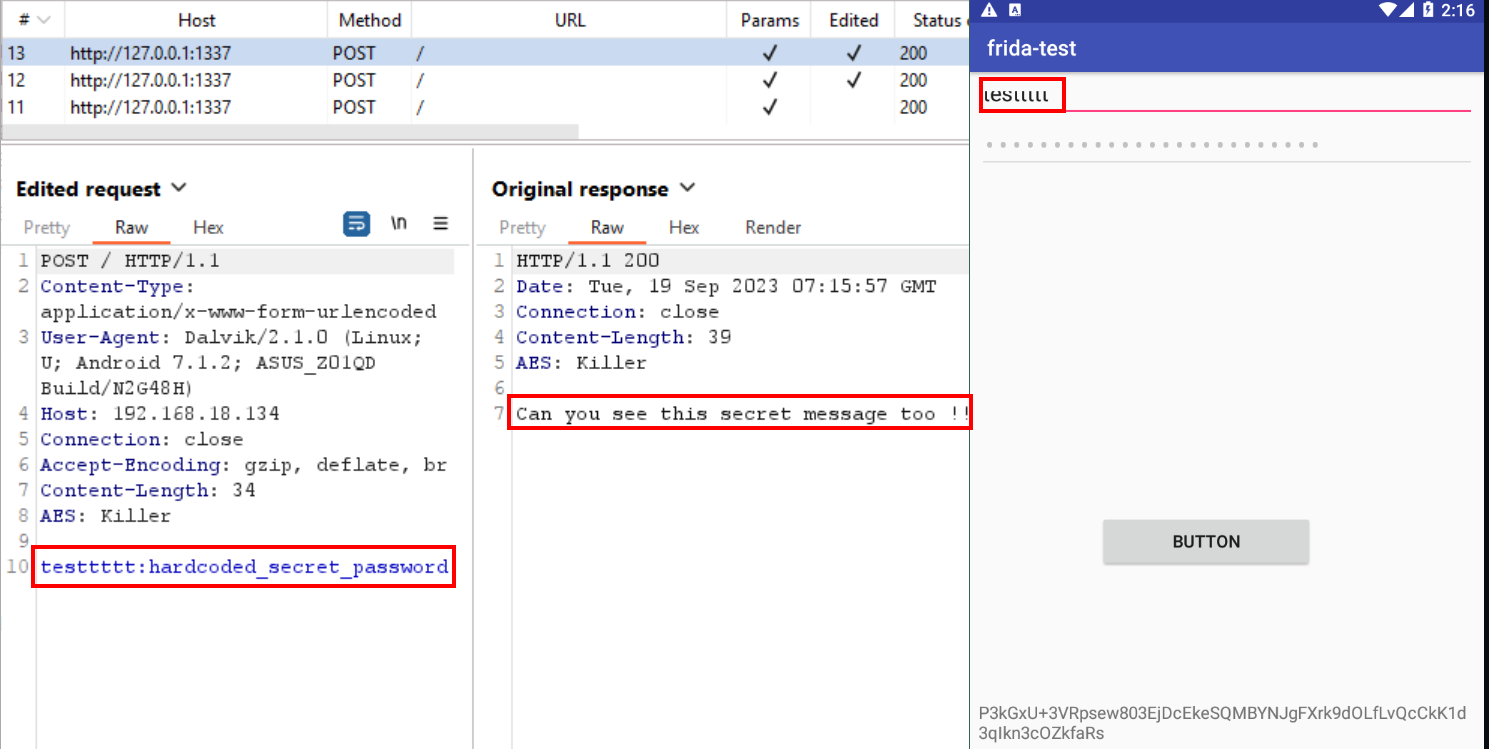 # Host Method URL Params Edited Status
13 http://127.0.0.1:1337 POST / ✓ ✓ 200
12 http://127.0.0.1:1337 POST / ✓ ✓ 200
11 http://127.0.0.1:1337 POST / ✓ 200
Edited request
Pretty Raw Hex \n
1 POST / HTTP/1.1
2 Content-Type:
application/x-www-form-urlencoded
3 User-Agent: Dalvik/2.1.0 (Linux;
U; Android 7.1.2; ASUS_Z01QD
Build/N2G48H)
4 Host: 192.168.18.134
5 Connection: close
6 Accept-Encoding: gzip, deflate, br
7 Content-Length: 34
8 AES: Killer
9
10 testtttt:hardcoded_secret_password
Original response
Pretty Raw Hex Render
1 HTTP/1.1 200
2 Date: Tue, 19 Sep 2023 07:15:57 GMT
3 Connection: close
4 Content-Length: 39
5 AES: Killer
6
7 Can you see this secret message too !!
A 2:16
frida-test
testtttt
BUTTON
P3kGxU+3VRpsew803EjDcEkeSQMBYNJgFXrk9dOLfLvQcCkK1d
3qIkn3cOZkfaRs